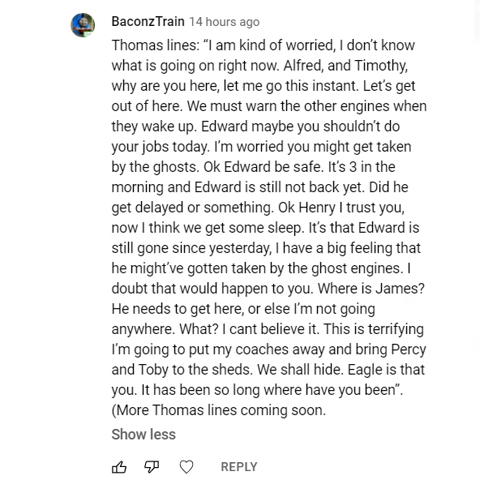 BaconzTrain 14 hours ago
Thomas lines: “I am kind of worried, I don’t know
what is going on right now. Alfred, and Timothy,
why are you here, let me go this instant. Let’s get
out of here. We must warn the other engines when
they wake up. Edward maybe you shouldn’t do
your jobs today. I’m worried you might get taken
by the ghosts. Ok Edward be safe. It’s 3 in the
morning and Edward is still not back yet. Did he
get delayed or something. Ok Henry I trust you,
now I think we get some sleep. It’s that Edward is
still gone since yesterday, I have a big feeling that
he might’ve gotten taken by the ghost engines. I
doubt that would happen to you. Where is James?
He needs to get here, or else I’m not going
anywhere. What? I cant believe it. This is terrifying
I’m going to put my coaches away and bring Percy
and Toby to the sheds. We shall hide. Eagle is that
you. It has been so long where have you been”.
(More Thomas lines coming soon.
Show less
REPLY